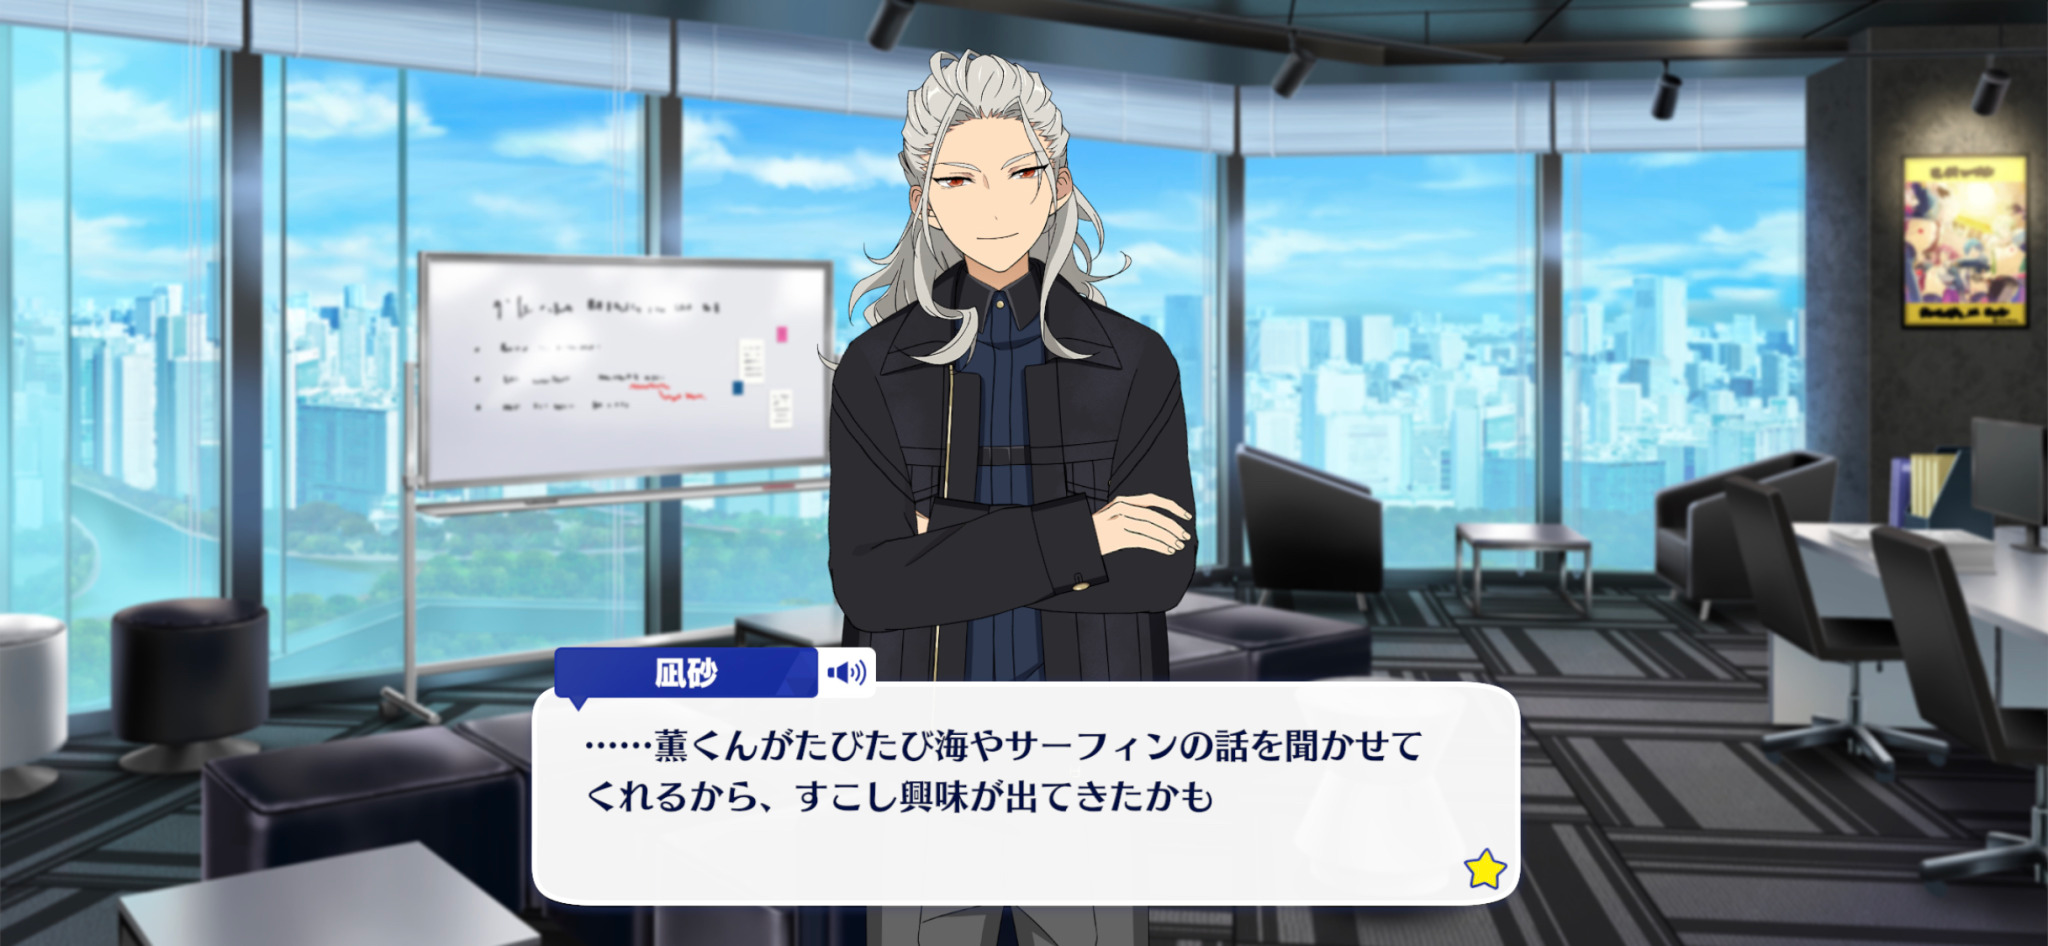 凪砂
……薫くんがたびたび海やサーフィンの話を聞かせて
くれるから、すこし興味が出てきたかも